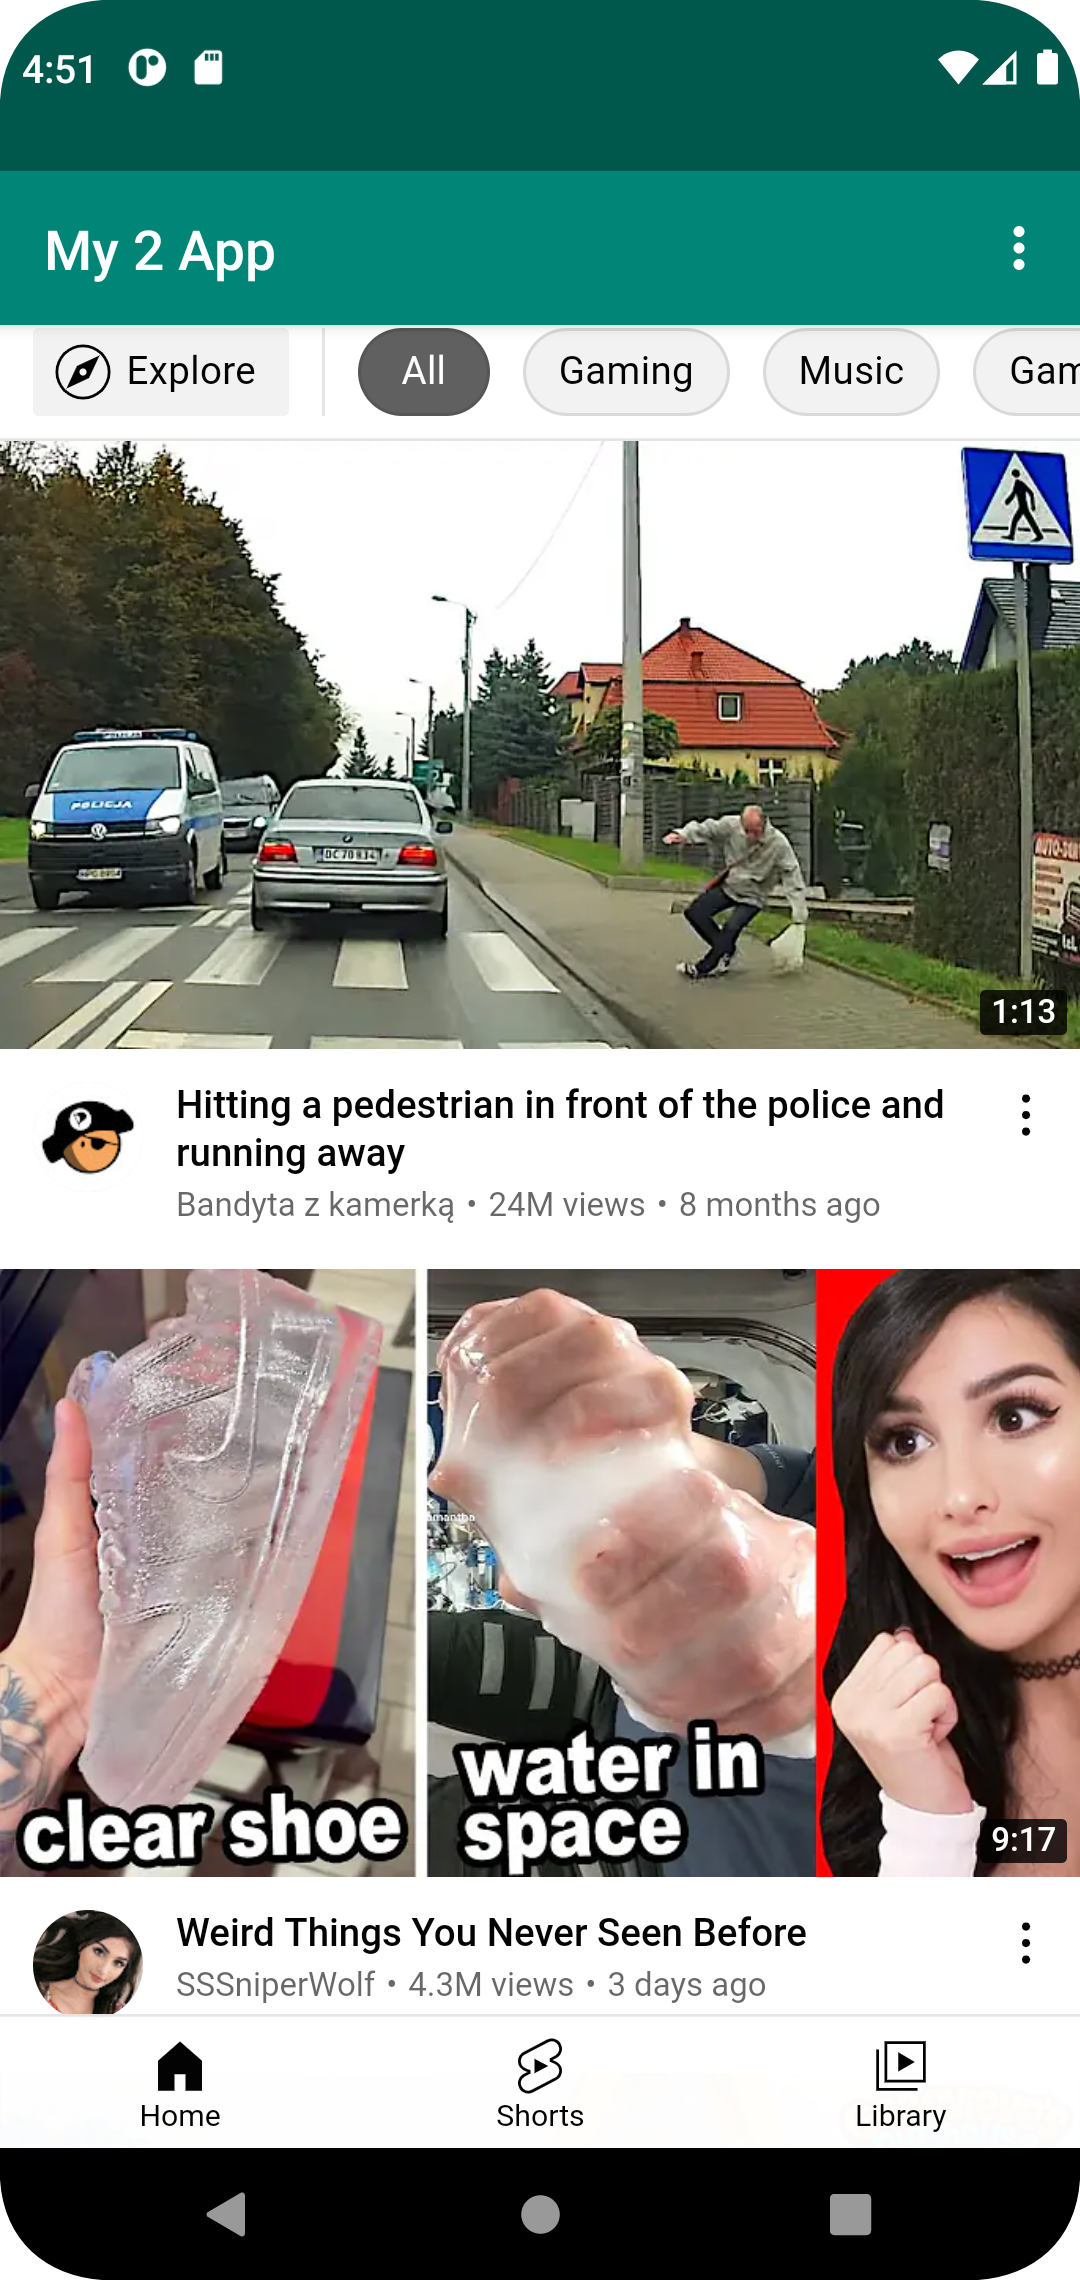 4:51
My 2 App
Explore
All
Gaming
Music
Gam
POLICJA
1:13
Hitting a pedestrian in front of the police and
running away
Bandyta z kamerką • 24M views • 8 months ago
amantha
clear shoe
water in
space
9:17
Weird Things You Never Seen Before
SSSniperWolf • 4.3M views • 3 days ago
Home
Shorts
Library